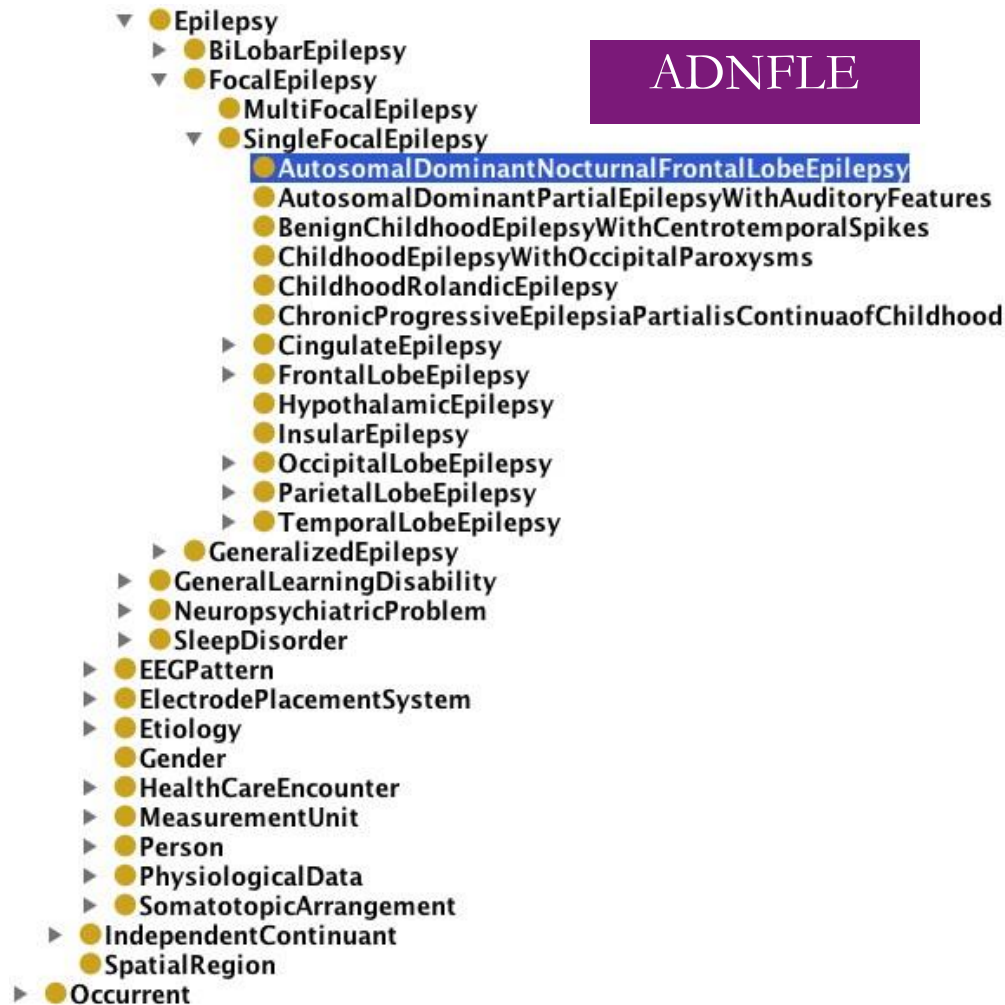 Epilepsy
BiLobarEpilepsy
ADNFLE
FocalEpilepsy
MultiFocalEpilepsy
SingleFocalEpilepsy
AutosomalDominantNocturnalFrontalLobeEpilepsy
AutosomalDominantPartialEpilepsyWithAuditoryFeatures
BenignChildhoodEpilepsyWithCentrotemporalSpikes
ChildhoodEpilepsyWithOccipitalParoxysms
ChildhoodRolandicEpilepsy
ChronicProgressiveEpilepsiaPartialisContinuaofChildhood
CingulateEpilepsy
FrontalLobeEpilepsy
HypothalamicEpilepsy
InsularEpilepsy
OccipitalLobeEpilepsy
ParietalLobeEpilepsy
TemporalLobeEpilepsy
GeneralizedEpilepsy
GeneralLearningDisability
NeuropsychiatricProblem
SleepDisorder
EEGPattern
ElectrodePlacementSystem
Etiology
Gender
HealthCareEncounter
MeasurementUnit
Person
PhysiologicalData
SomatotopicArrangement
IndependentContinuant
SpatialRegion
Occurrent